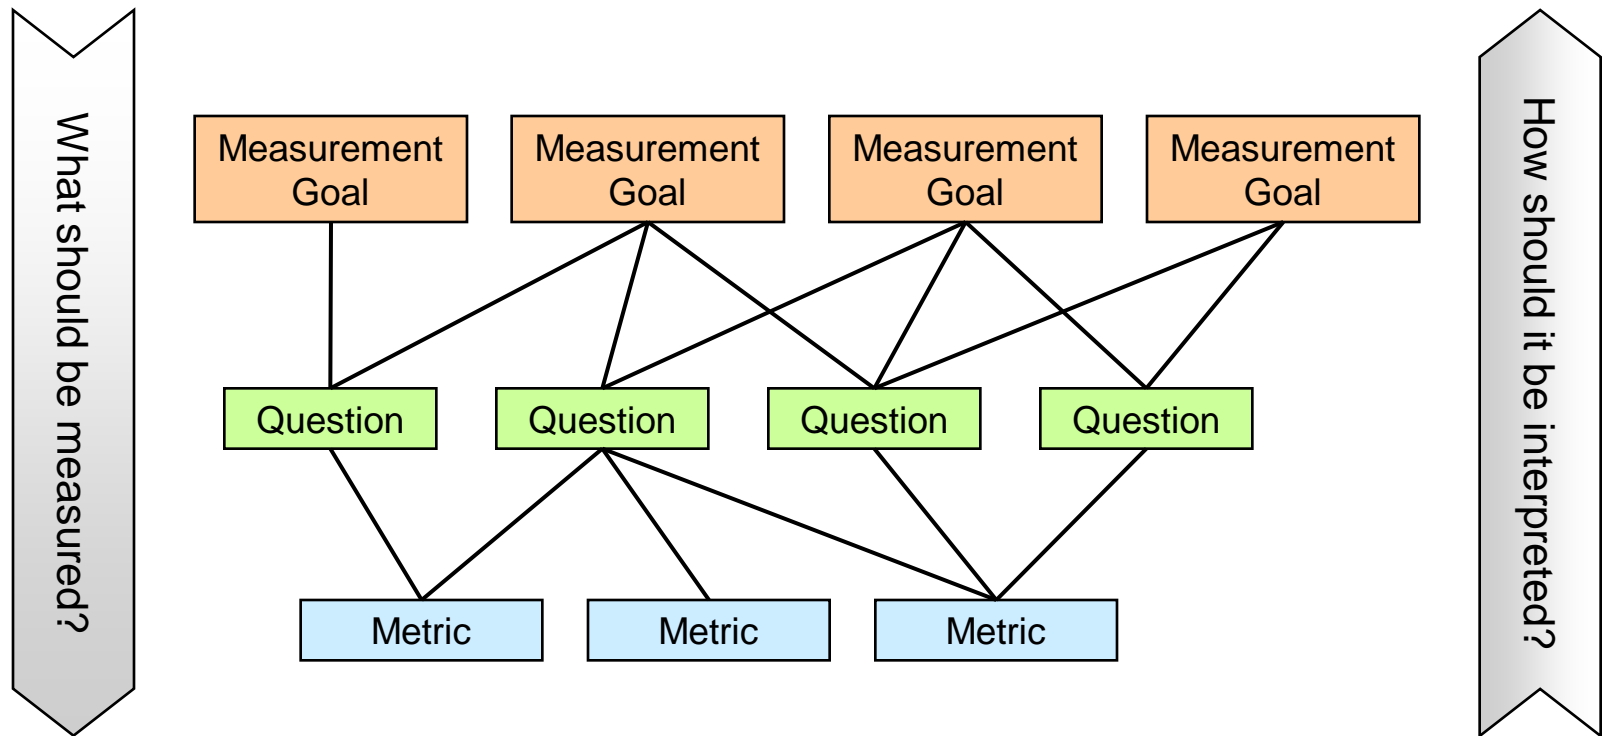 What should be measured?
Measurement
Goal
Measurement
Goal
Measurement
Goal
Measurement
Goal
Question
Question
Question
Question
Metric
Metric
Metric
How should it be interpreted?